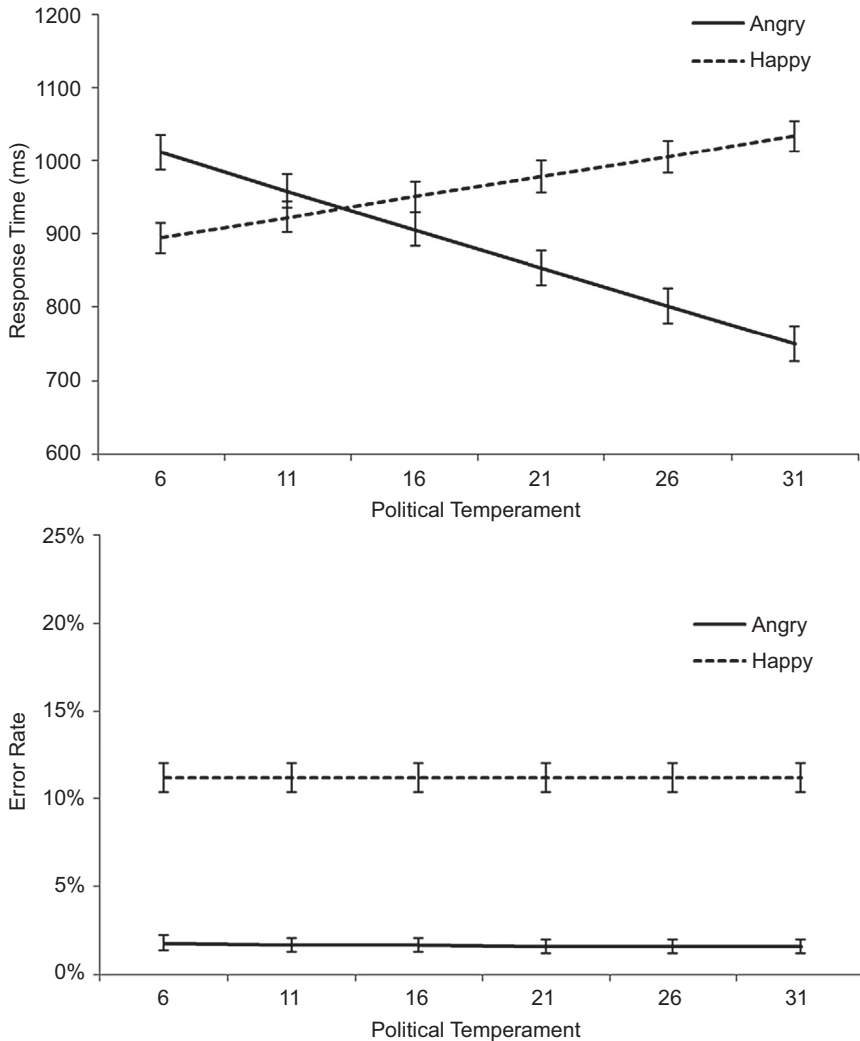 1200
Angry
Happy
1100
1000
900
800
700
600
Response Time (ms)
6 11 16 21 26 31
Political Temperament
25%
20%
Angry
Happy
15%
10%
5%
0%
Error Rate
6 11 16 21 26 31
Political Temperament